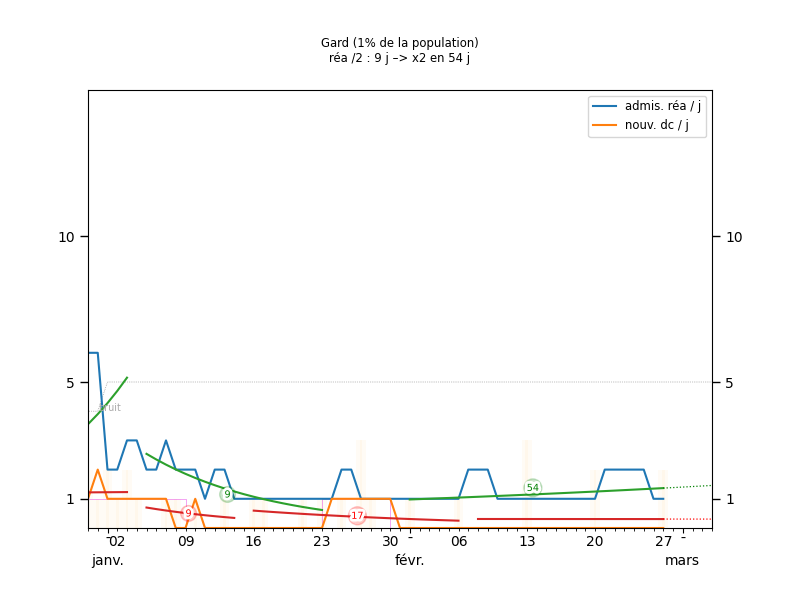 Gard (1% de la population)
réa /2 : 9 j –> x2 en 54 j
admis. réa / j
nouv. dc / j
10 10
5 5
bruit
9 54
1 1
9 17
02 09 16 23 30 06 13 20 27
janv. févr. mars